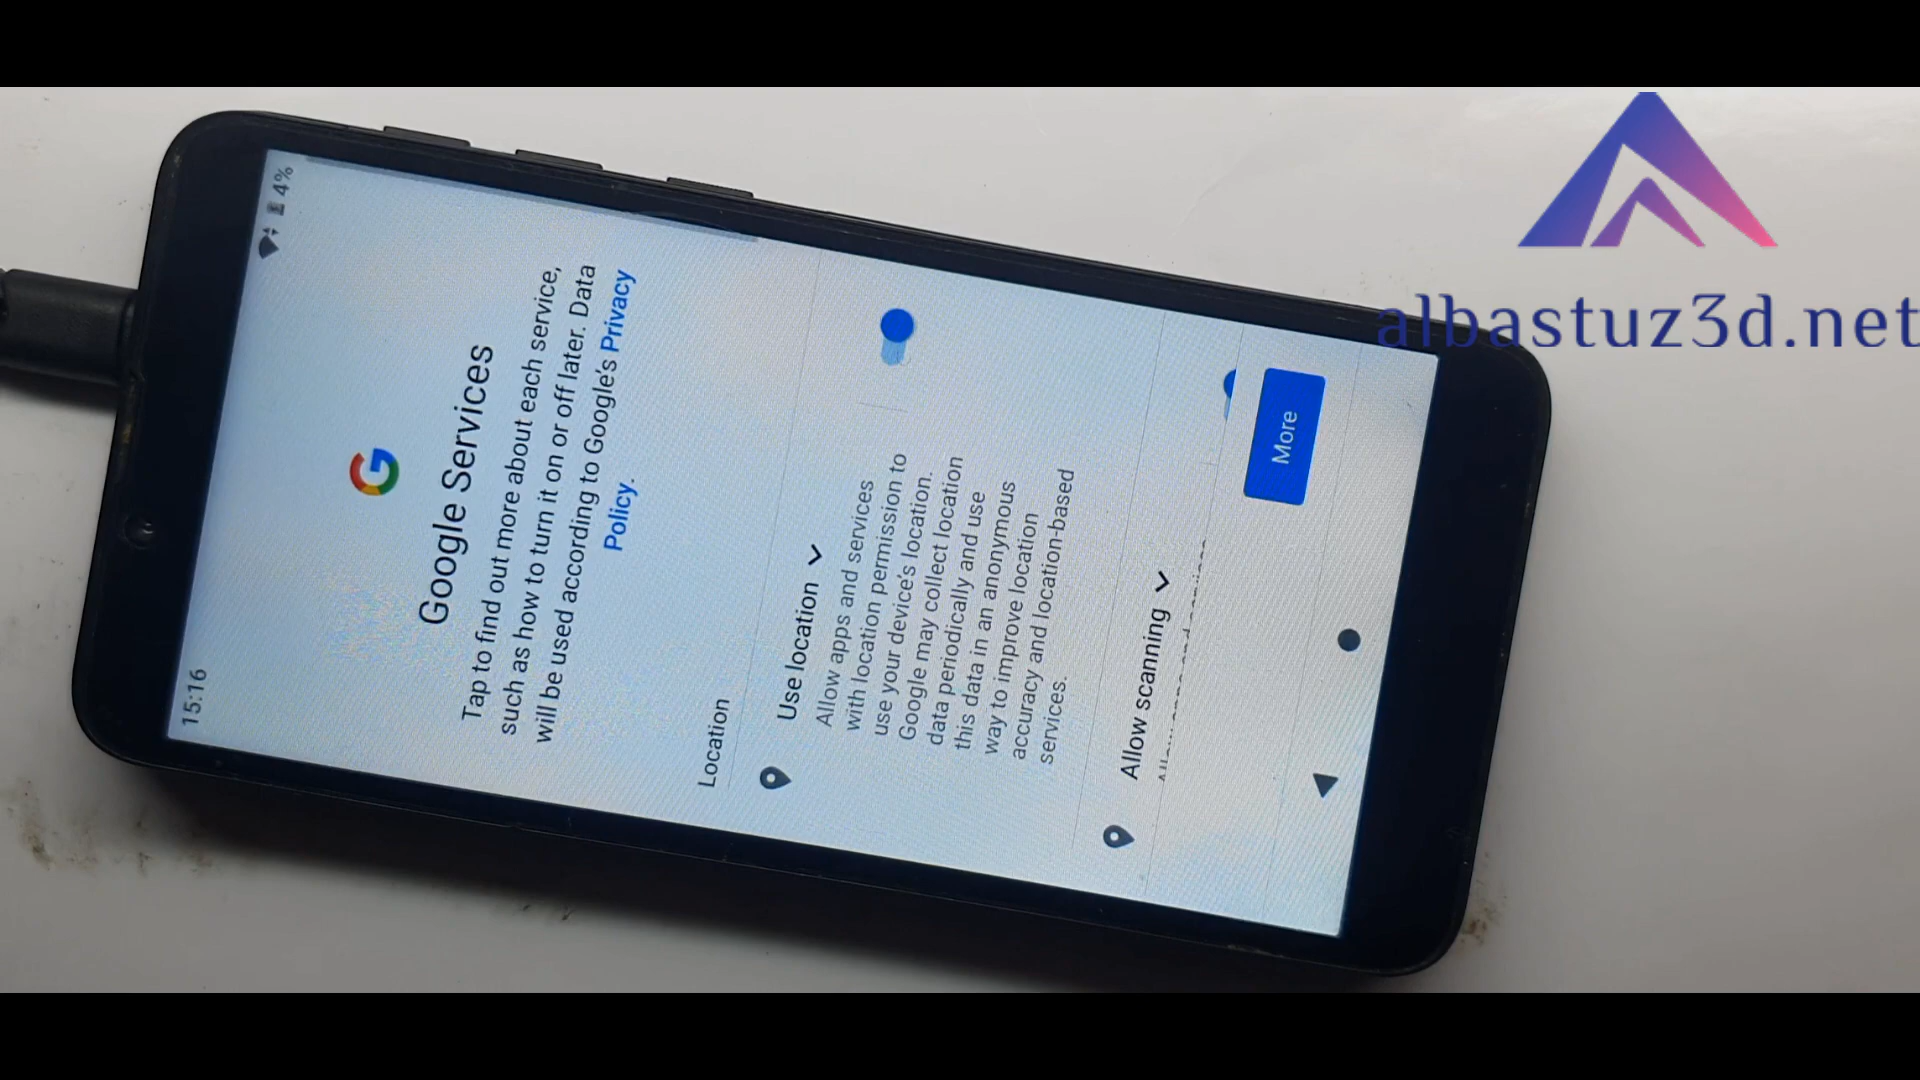 15:16
4%
Google Services
Tap to find out more about each service,
such as how to turn it on or off later. Data
will be used according to Google's Privacy
Policy.
Location
Use location
Allow apps and services
with location permission to
use your device's location.
Google may collect location
data periodically and use
this data in an anonymous
way to improve location
accuracy and location-based
services.
Allow scanning
More
albastuz3d.net